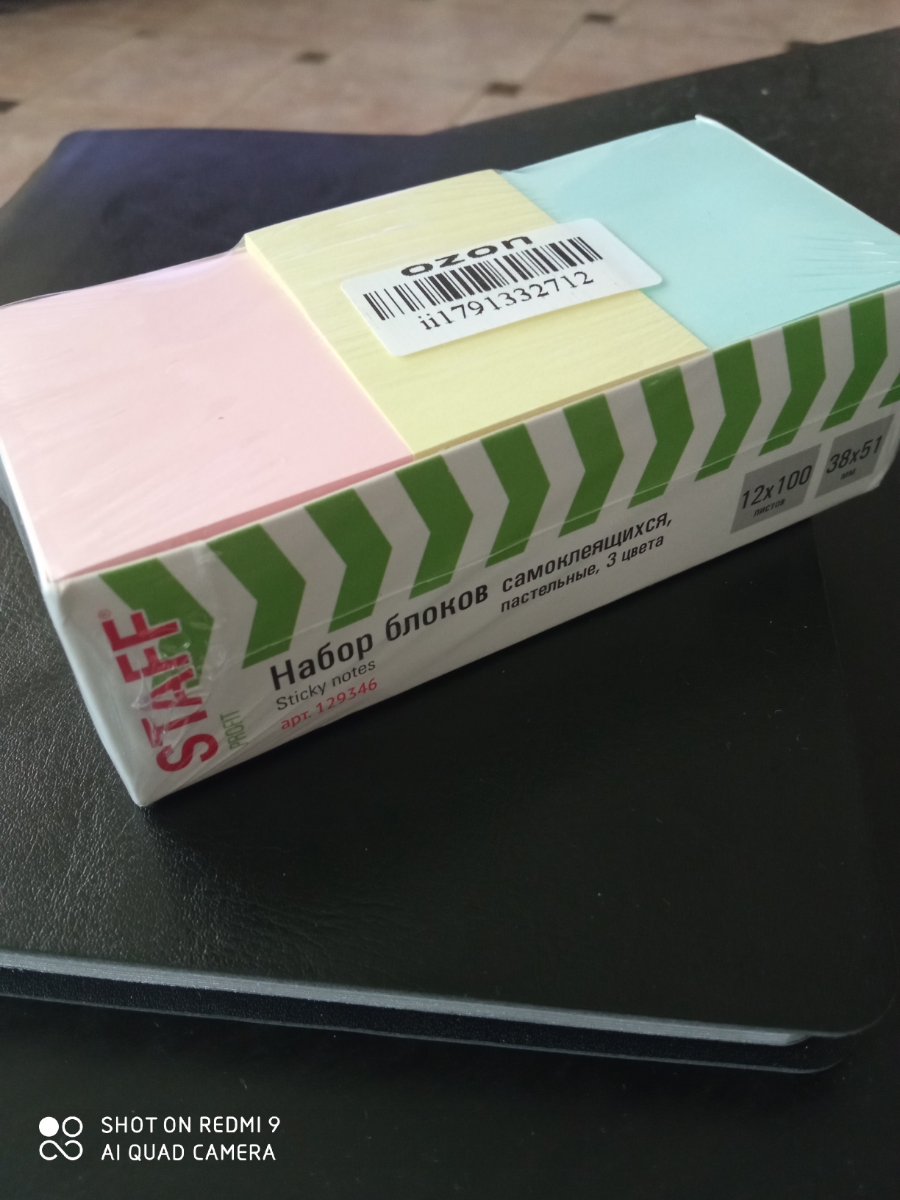 ozon
ii1791332712
12x100
листов
38x51
мм
STAFF®
PROFIT
Набор блоков самоклеящихся,
пастельные, 3 цвета
Sticky notes
арт. 129346
SHOT ON REDMI 9
AI QUAD CAMERA